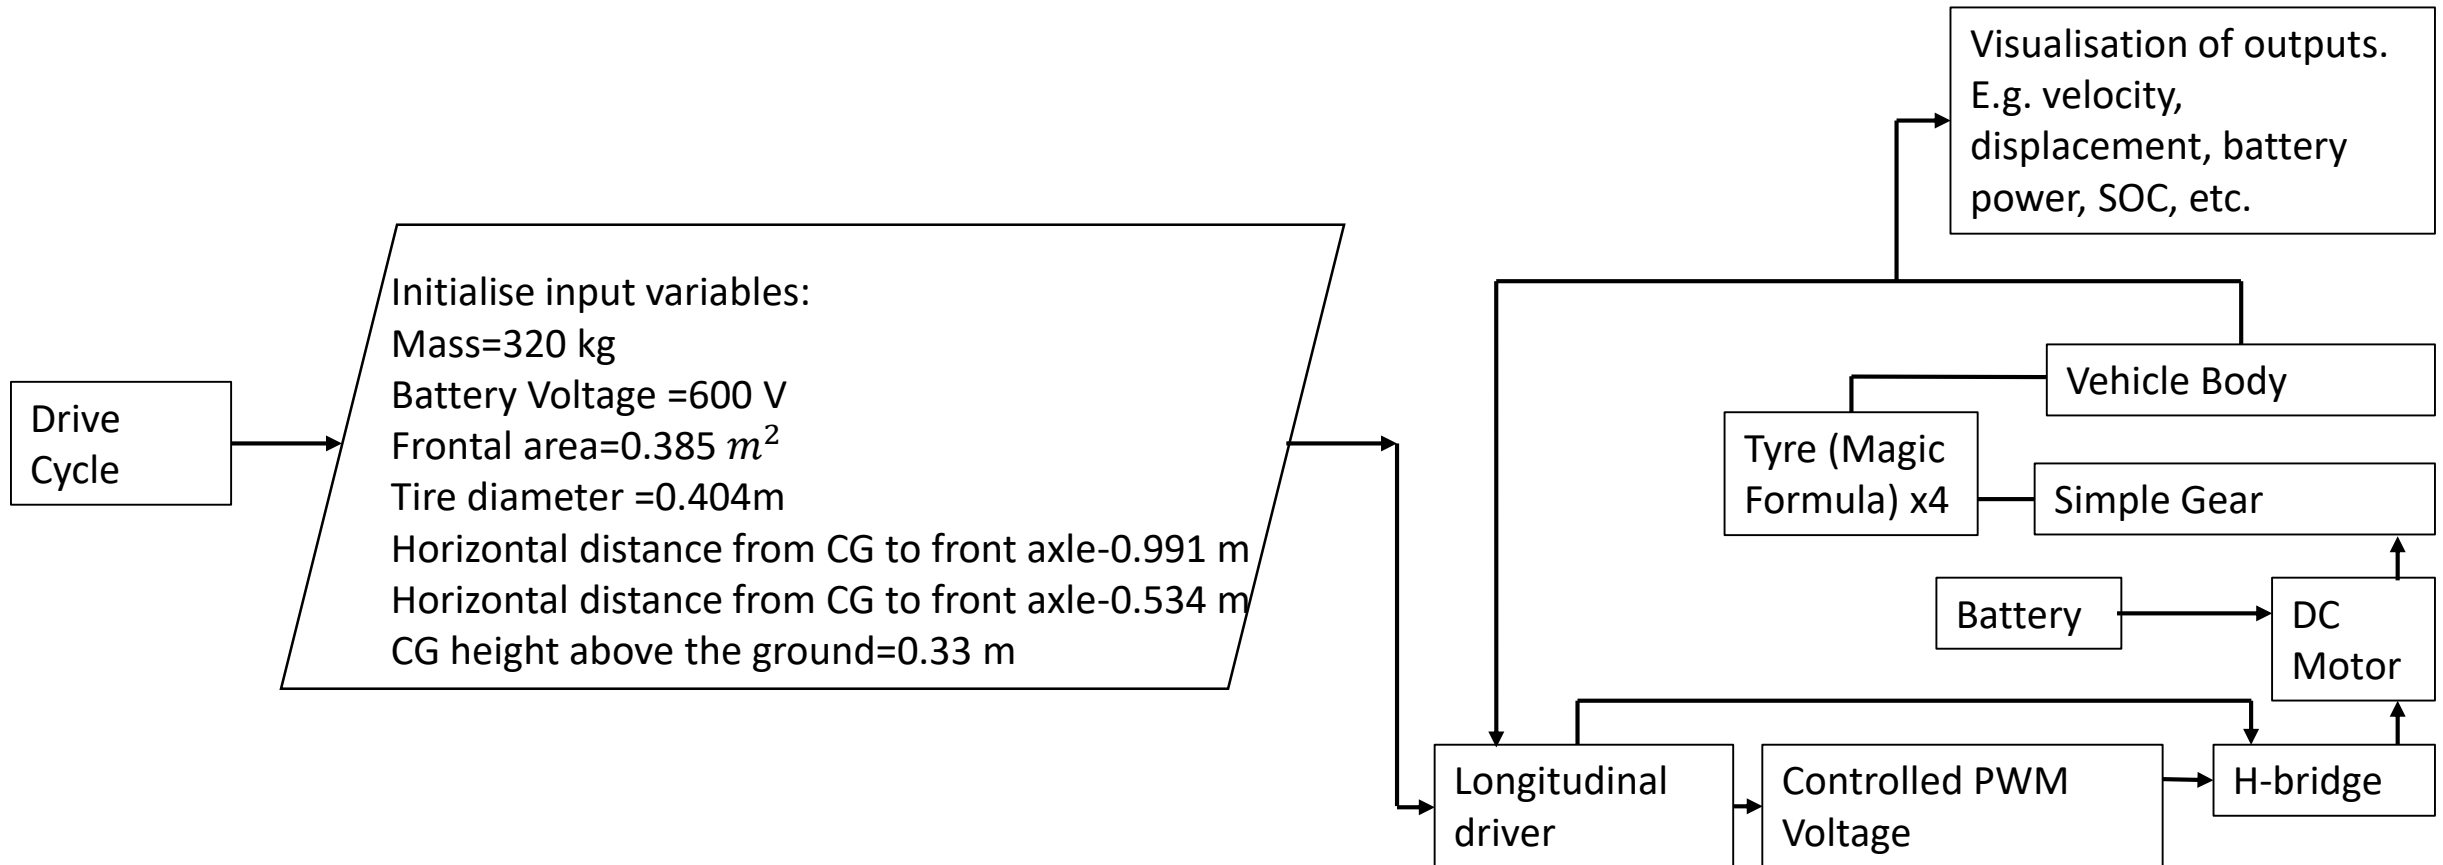 Drive
Cycle
Initialise input variables:
Mass=320 kg
Battery Voltage =600 V
Frontal area=0.385 m²
Tire diameter =0.404m
Horizontal distance from CG to front axle-0.991 m
Horizontal distance from CG to front axle-0.534 m
CG height above the ground=0.33 m
Visualisation of outputs.
E.g. velocity,
displacement, battery
power, SOC, etc.
Vehicle Body
Tyre (Magic
Formula) x4
Simple Gear
Battery
DC
Motor
Longitudinal
driver
Controlled PWM
Voltage
H-bridge